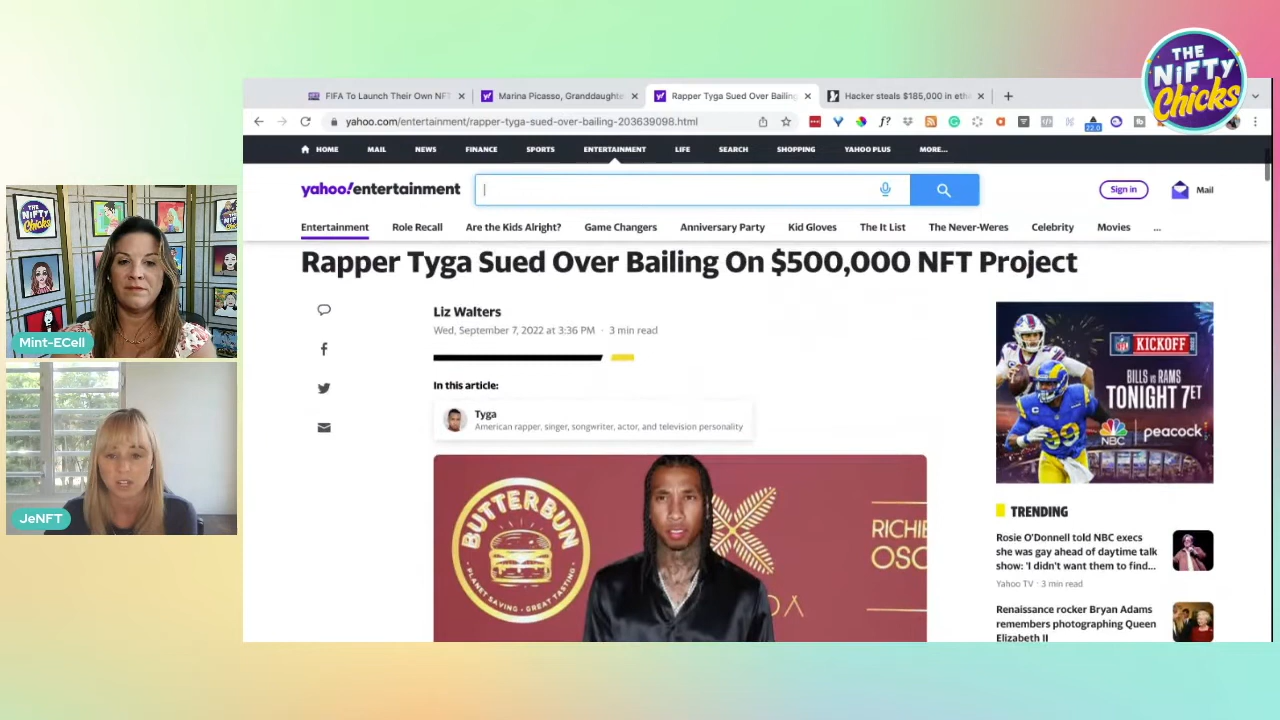 THE
NiFTY
Chicks
FIFA To Launch Their Own NFT
Marina Picasso, Granddaughte
Rapper Tyga Sued Over Bailing
Hacker steals $185,000 in eth
yahoo.com/entertainment/rapper-tyga-sued-over-bailing-203639098.html
22.0
HOME MAIL NEWS FINANCE SPORTS ENTERTAINMENT LIFE SEARCH SHOPPING YAHOO PLUS MORE...
yahoo!entertainment
Sign in
Mail
Entertainment Role Recall Are the Kids Alright? Game Changers Anniversary Party Kid Gloves The It List The Never-Weres Celebrity Movies ...
Rapper Tyga Sued Over Bailing On $500,000 NFT Project
Liz Walters
Wed, September 7, 2022 at 3:36 PM · 3 min read
In this article:
Tyga
American rapper, singer, songwriter, actor, and television personality
BUTTERBUN
PLANET SAVING · GREAT TASTING
RICHIE
OSC
DA
NFL KICKOFF
BILLS VS RAMS
TONIGHT 7ET
NBC peacock
TRENDING
Rosie O'Donnell told NBC execs
she was gay ahead of daytime talk
show: 'I didn't want them to find...
Yahoo TV · 3 min read
Renaissance rocker Bryan Adams
remembers photographing Queen
Elizabeth II
THE
NiFTY
Chicks
Mint-ECell
JeNFT